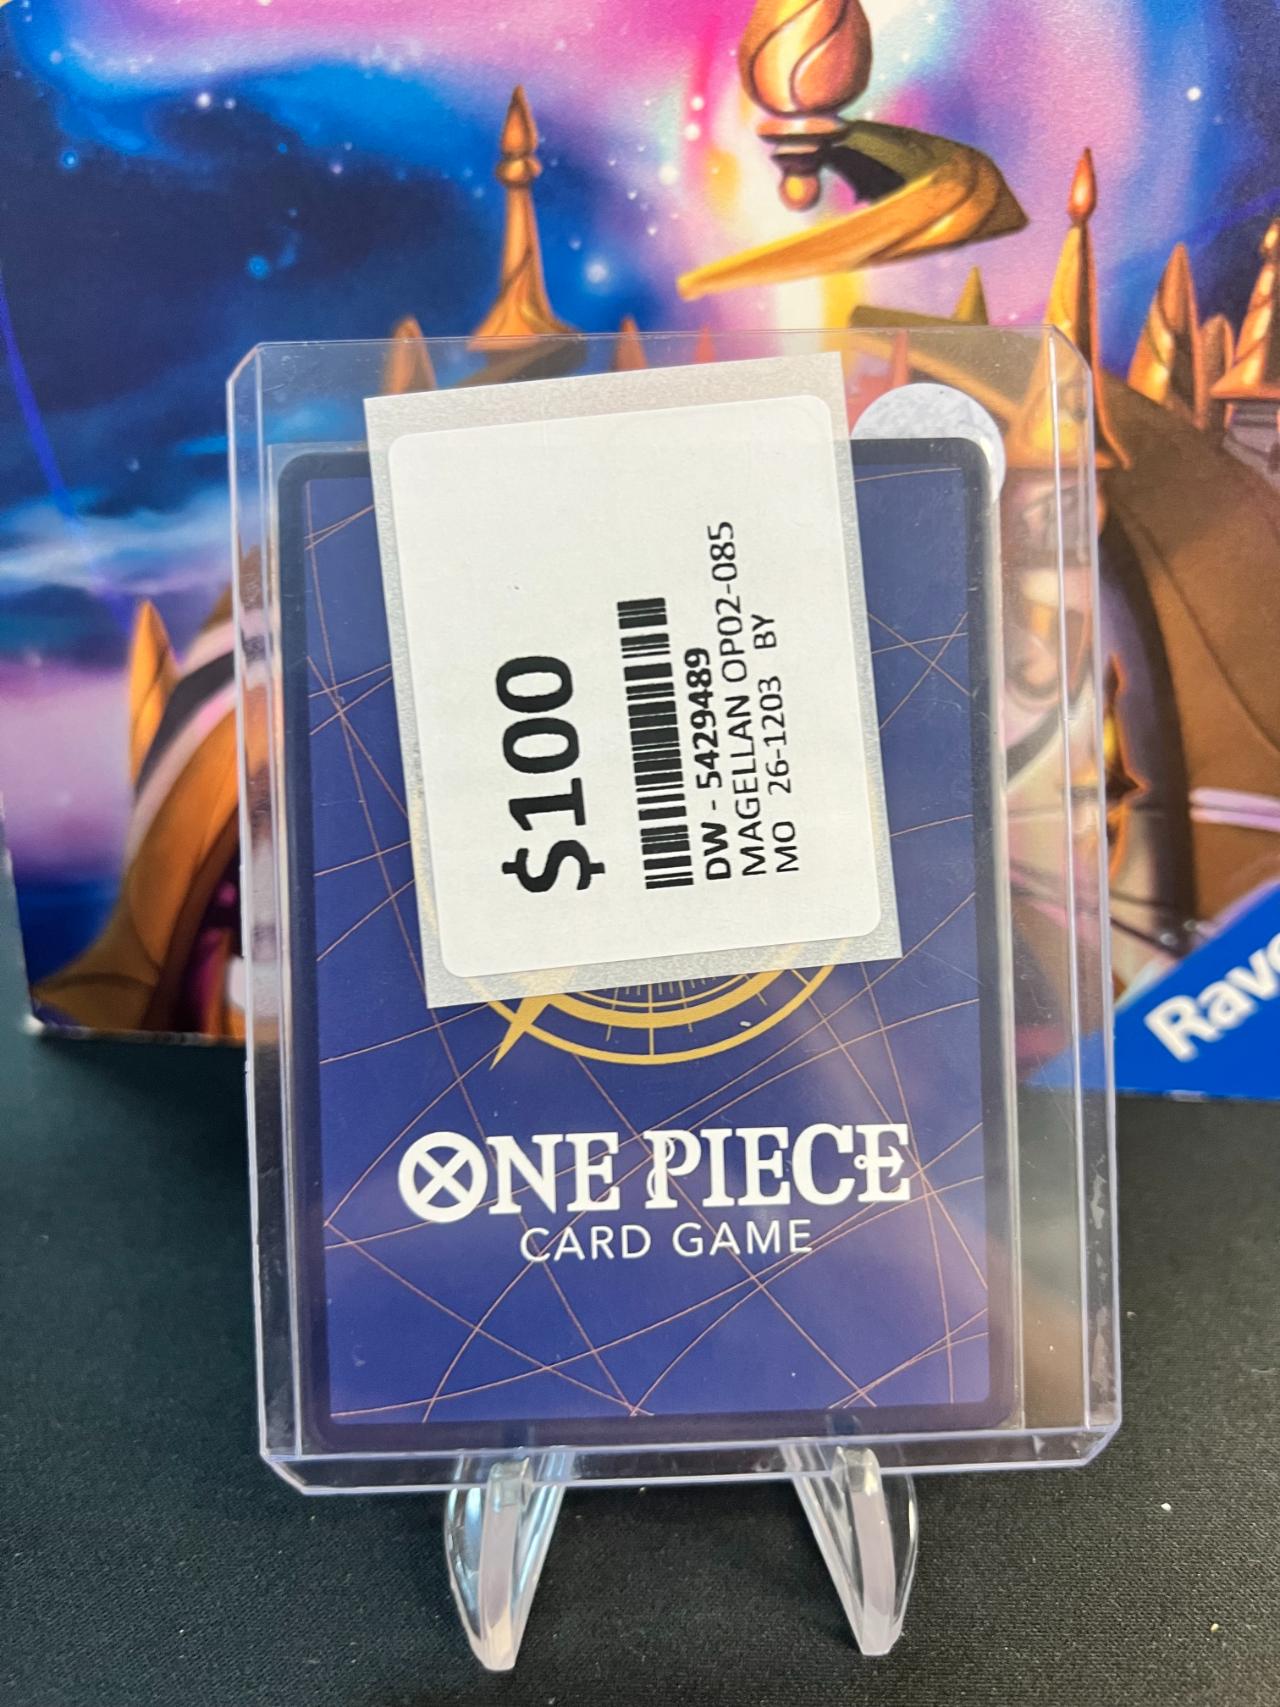 $100
DW - 5429489
MAGELLAN OP02-085
MO 26-1203 BY
ONE PIECE
CARD GAME
Rave